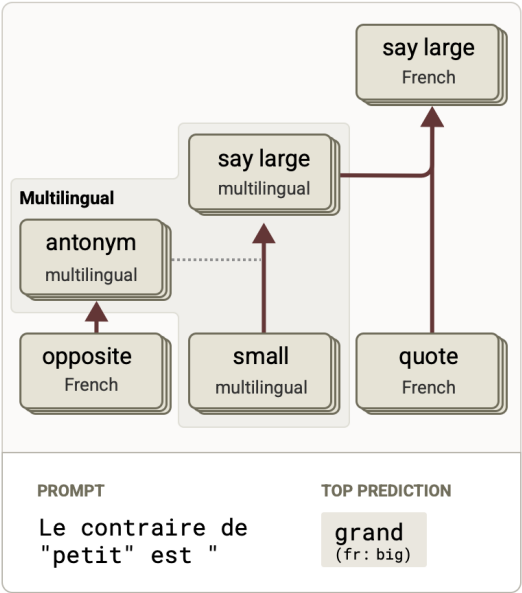 say large
French
say large
multilingual
Multilingual
antonym
multilingual
opposite
French
small
multilingual
quote
French
PROMPT
Le contraire de
"petit" est "
TOP PREDICTION
grand
(fr: big)